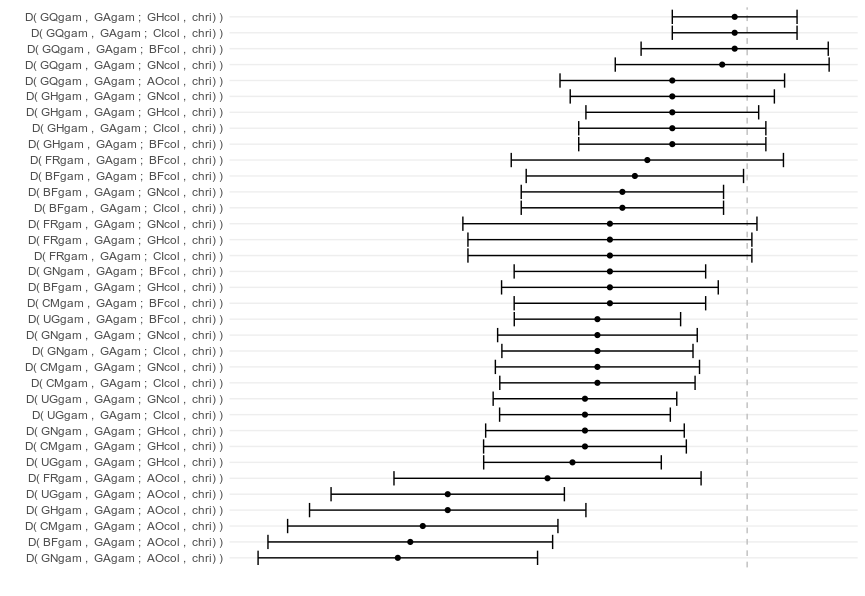 D( GQgam , GAgam ; GHcol , chri) )
D( GQgam , GAgam ; CIcol , chri) )
D( GQgam , GAgam ; BFcol , chri) )
D( GQgam , GAgam ; GNcol , chri) )
D( GQgam , GAgam ; AOcol , chri) )
D( GHgam , GAgam ; GNcol , chri) )
D( GHgam , GAgam ; GHcol , chri) )
D( GHgam , GAgam ; CIcol , chri) )
D( GHgam , GAgam ; BFcol , chri) )
D( FRgam , GAgam ; BFcol , chri) )
D( BFgam , GAgam ; BFcol , chri) )
D( BFgam , GAgam ; GNcol , chri) )
D( BFgam , GAgam ; CIcol , chri) )
D( FRgam , GAgam ; GNcol , chri) )
D( FRgam , GAgam ; GHcol , chri) )
D( FRgam , GAgam ; CIcol , chri) )
D( GNgam , GAgam ; BFcol , chri) )
D( BFgam , GAgam ; GHcol , chri) )
D( CMgam , GAgam ; BFcol , chri) )
D( UGgam , GAgam ; BFcol , chri) )
D( GNgam , GAgam ; GNcol , chri) )
D( GNgam , GAgam ; CIcol , chri) )
D( CMgam , GAgam ; GNcol , chri) )
D( CMgam , GAgam ; CIcol , chri) )
D( UGgam , GAgam ; GNcol , chri) )
D( UGgam , GAgam ; CIcol , chri) )
D( GNgam , GAgam ; GHcol , chri) )
D( CMgam , GAgam ; GHcol , chri) )
D( UGgam , GAgam ; GHcol , chri) )
D( FRgam , GAgam ; AOcol , chri) )
D( UGgam , GAgam ; AOcol , chri) )
D( GHgam , GAgam ; AOcol , chri) )
D( CMgam , GAgam ; AOcol , chri) )
D( BFgam , GAgam ; AOcol , chri) )
D( GNgam , GAgam ; AOcol , chri) )